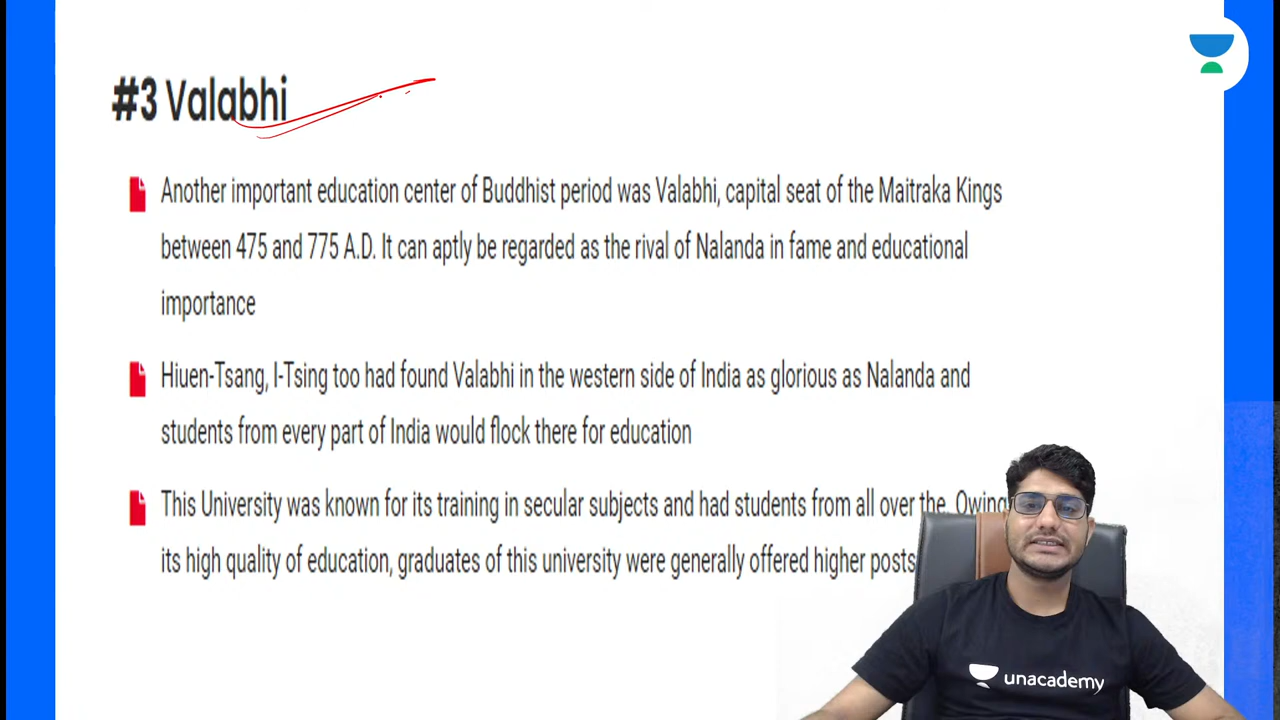 #3 Valabhi
Another important education center of Buddhist period was Valabhi, capital seat of the Maitraka Kings
between 475 and 775 A.D. It can aptly be regarded as the rival of Nalanda in fame and educational
importance
Hiuen-Tsang, I-Tsing too had found Valabhi in the western side of India as glorious as Nalanda and
students from every part of India would flock there for education
This University was known for its training in secular subjects and had students from all over the. Owing
its high quality of education, graduates of this university were generally offered higher posts
unacademy